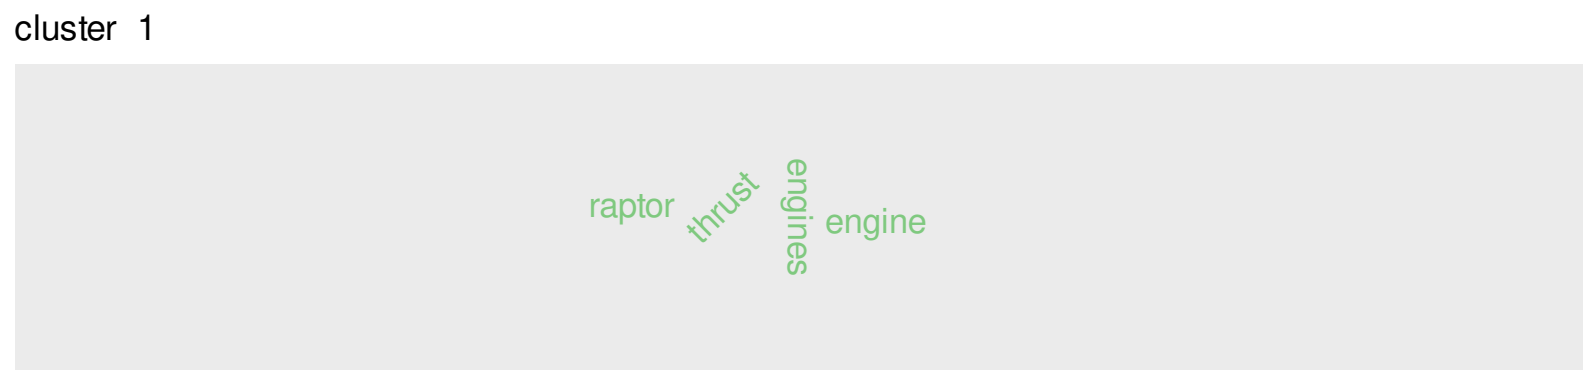 cluster 1
raptor
thrust
engines
engine